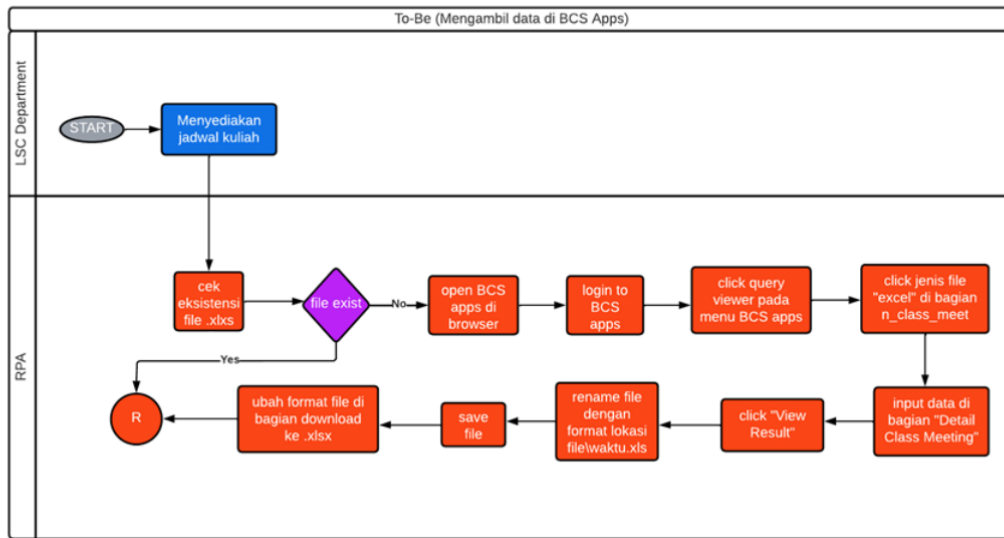 To-Be (Mengambil data di BCS Apps)
LSC Department
START
Menyediakan
jadwal kuliah
RPA
cek
eksistensi
file .xlxs
file exist
No
open BCS
apps di
browser
login to
BCS
apps
click query
viewer pada
menu BCS apps
click jenis file
"excel" di bagian
n_class_meet
Yes
R
ubah format file di
bagian download
ke .xlsx
save
file
rename file
dengan
format lokasi
file\waktu.xls
click "View
Result"
input data di
bagian "Detail
Class Meeting"